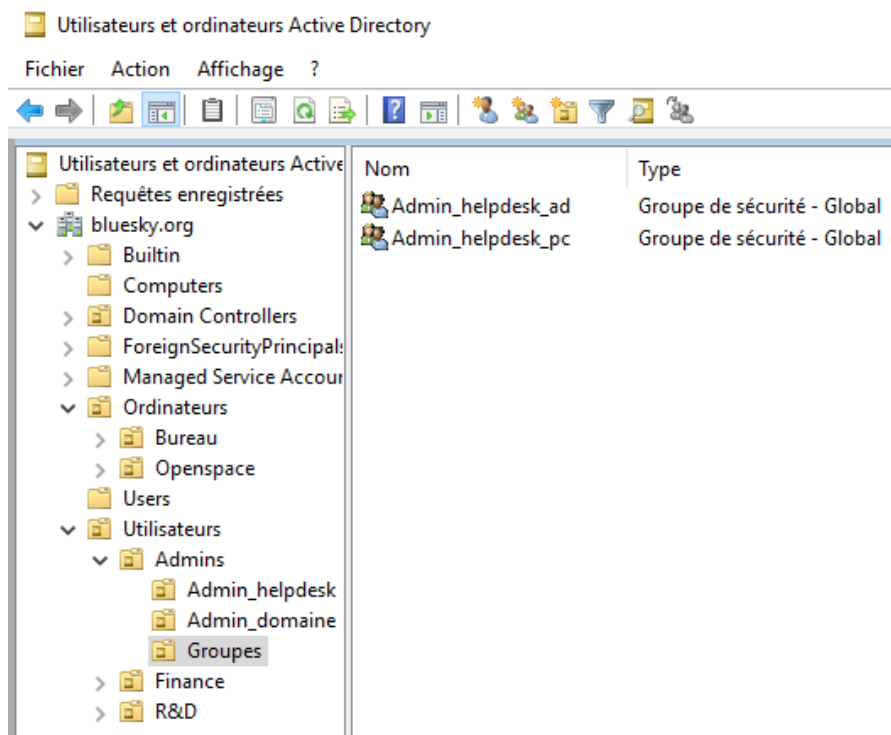 Utilisateurs et ordinateurs Active Directory
Fichier Action Affichage ?
Utilisateurs et ordinateurs Active
Requêtes enregistrées
bluesky.org
Builtin
Computers
Domain Controllers
ForeignSecurityPrincipals
Managed Service Accour
Ordinateurs
Bureau
Openspace
Users
Utilisateurs
Admins
Admin_helpdesk
Admin_domaine
Groupes
Finance
R&D
Nom Type
Admin_helpdesk_ad Groupe de sécurité - Global
Admin_helpdesk_pc Groupe de sécurité - Global